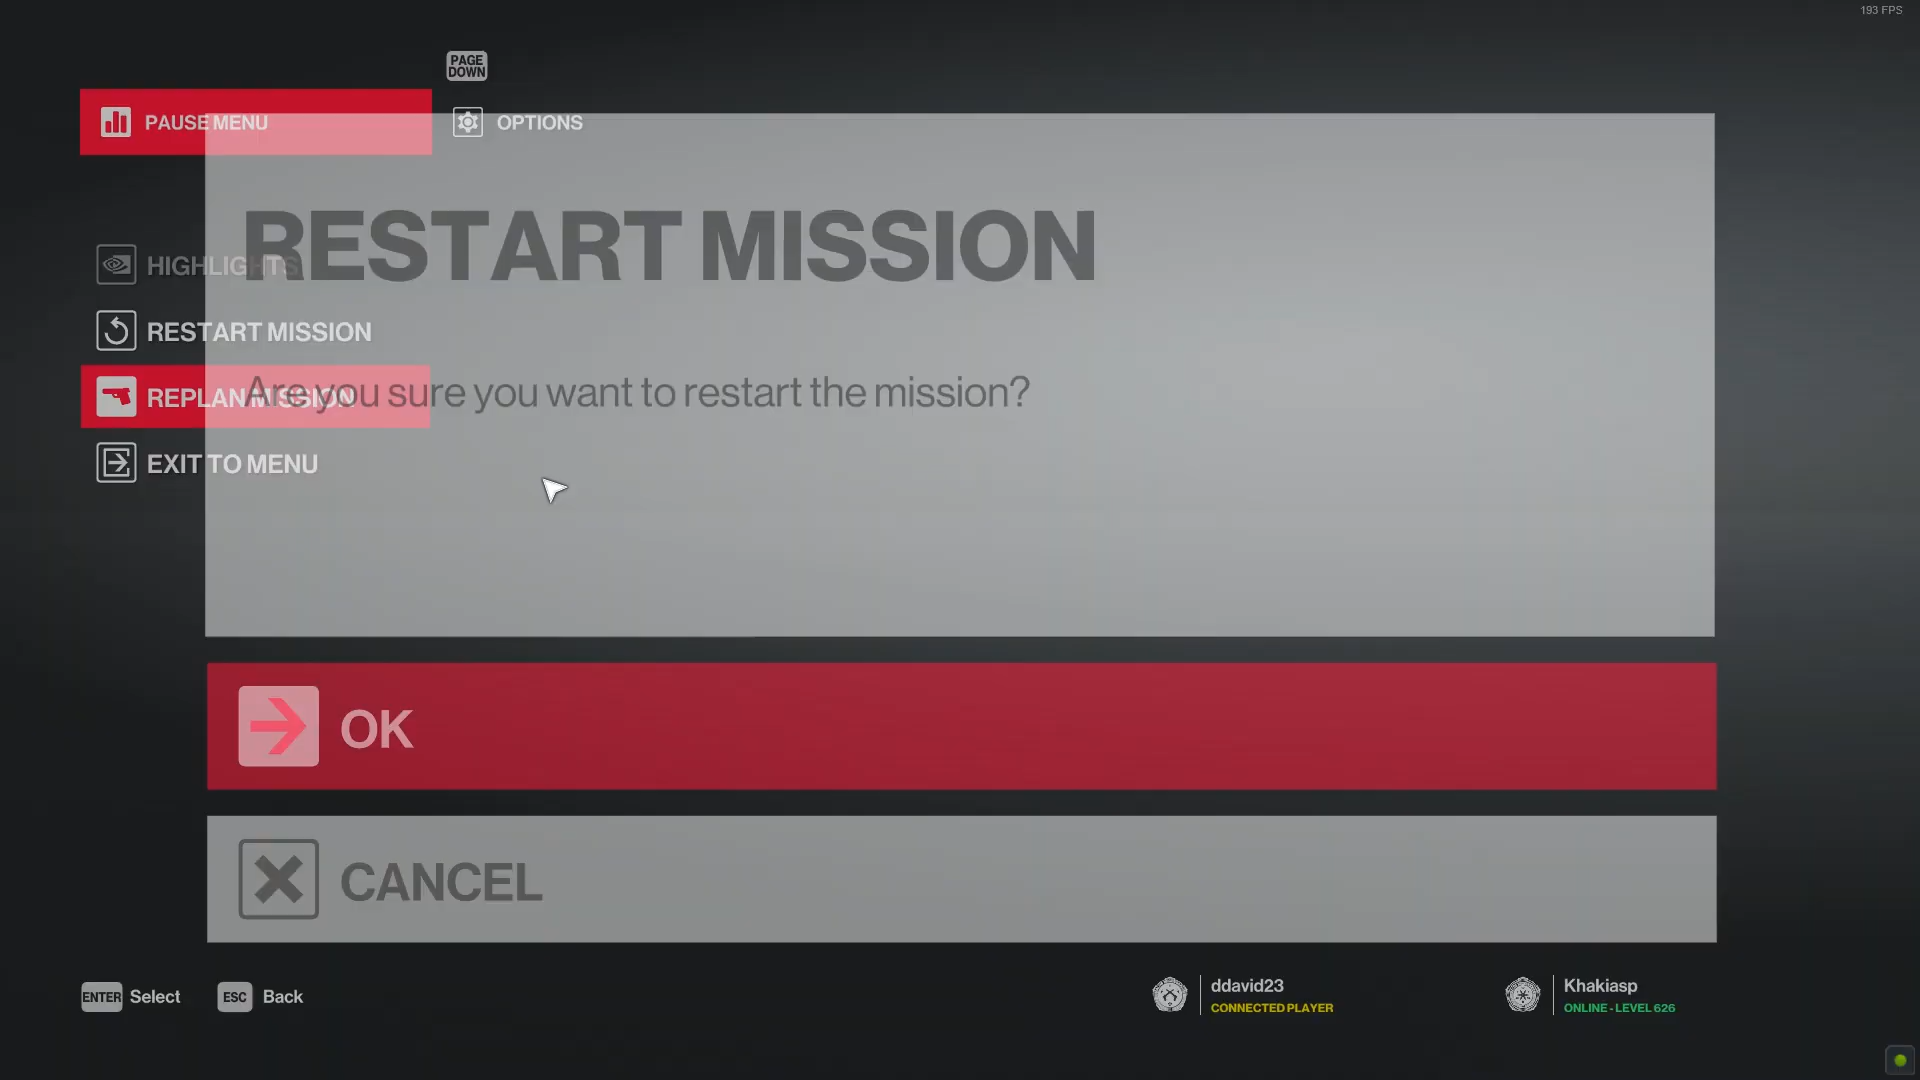 193 FPS
PAGE
DOWN
PAUSE MENU
OPTIONS
RESTART MISSION
HIGHLIGHTS
RESTART MISSION
REPLAN MISSION
Are you sure you want to restart the mission?
EXIT TO MENU
OK
CANCEL
ENTER Select
ESC Back
ddavid23
CONNECTED PLAYER
Khakiasp
ONLINE - LEVEL 626